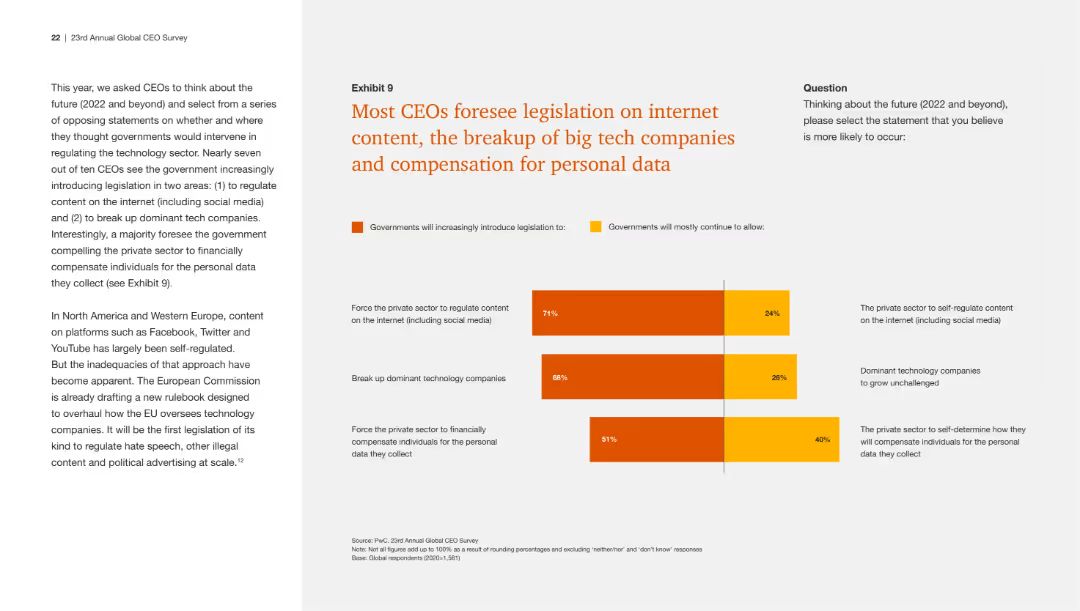 22 | 23rd Annual Global CEO Survey
This year, we asked CEOs to think about the
future (2022 and beyond) and select from a series
of opposing statements on whether and where
they thought governments would intervene in
regulating the technology sector. Nearly seven
out of ten CEOs see the government increasingly
introducing legislation in two areas: (1) to regulate
content on the internet (including social media)
and (2) to break up dominant tech companies.
Interestingly, a majority foresee the government
compelling the private sector to financially
compensate individuals for the personal data
they collect (see Exhibit 9).
In North America and Western Europe, content
on platforms such as Facebook, Twitter and
YouTube has largely been self-regulated.
But the inadequacies of that approach have
become apparent. The European Commission
is already drafting a new rulebook designed
to overhaul how the EU oversees technology
companies. It will be the first legislation of its
kind to regulate hate speech, other illegal
content and political advertising at scale.12
Exhibit 9
Most CEOs foresee legislation on internet
content, the breakup of big tech companies
and compensation for personal data
Question
Thinking about the future (2022 and beyond),
please select the statement that you believe
is more likely to occur:
Governments will increasingly introduce legislation to:
Governments will mostly continue to allow:
Force the private sector to regulate content
on the internet (including social media)
71%
24%
The private sector to self-regulate content
on the internet (including social media)
Break up dominant technology companies
68%
26%
Dominant technology companies
to grow unchallenged
Force the private sector to financially
compensate individuals for the personal
data they collect
51%
40%
The private sector to self-determine how they
will compensate individuals for the personal
data they collect
Source: PwC, 23rd Annual Global CEO Survey
Note: Not all figures add up to 100% as a result of rounding percentages and excluding 'neither/nor' and 'don't know' responses
Base: Global respondents (2020=1,581)